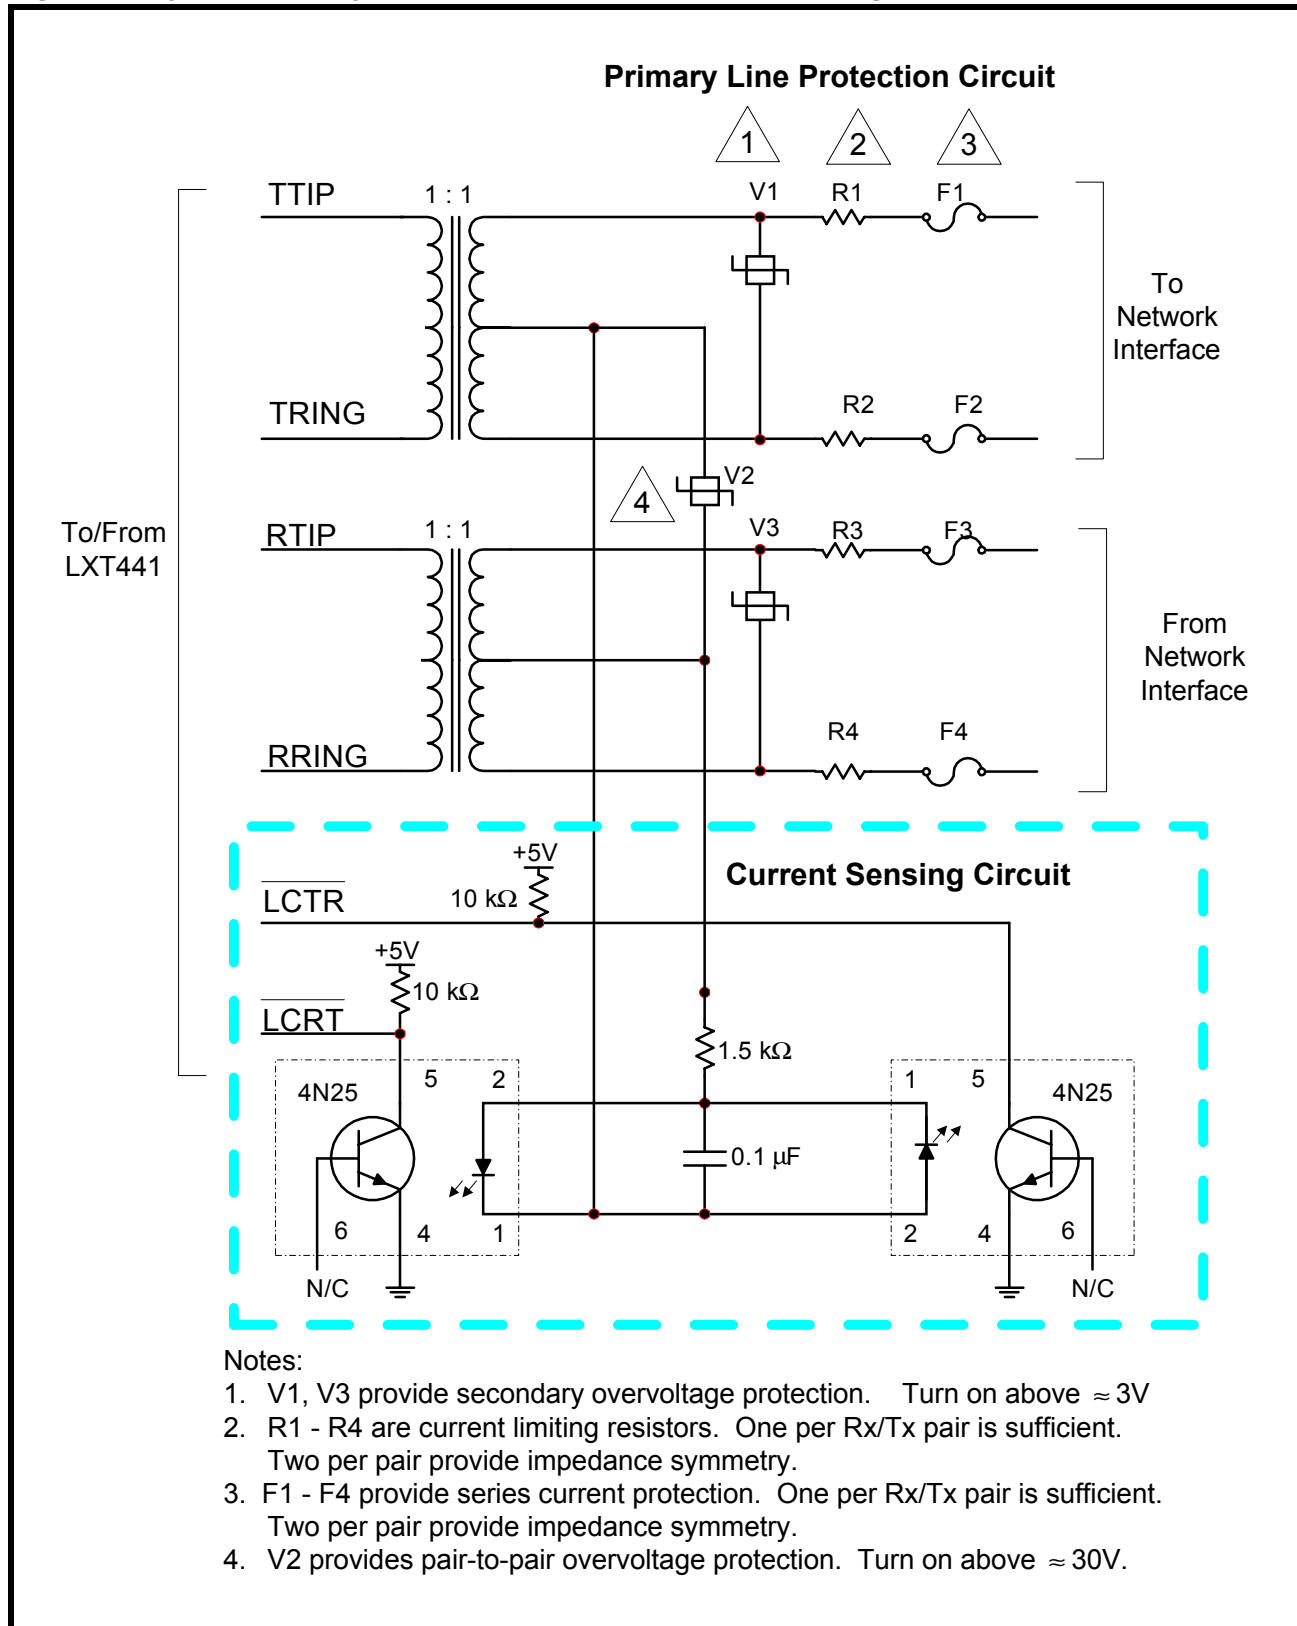 Primary Line Protection Circuit
1 2 3
TTIP 1 : 1 V1 R1 F1
To
Network
Interface
TRING R2 F2
4 V2
To/From
LXT441
RTIP 1 : 1 V3 R3 F3
From
Network
Interface
RRING R4 F4
+5V
Current Sensing Circuit
LCTR 10 kΩ
+5V
10 kΩ
LCRT
1.5 kΩ
4N25 5 2 1 5 4N25
0.1 µF
6 4 1 2 4 6
N/C N/C
Notes:
1. V1, V3 provide secondary overvoltage protection. Turn on above ≈ 3V
2. R1 - R4 are current limiting resistors. One per Rx/Tx pair is sufficient.
Two per pair provide impedance symmetry.
3. F1 - F4 provide series current protection. One per Rx/Tx pair is sufficient.
Two per pair provide impedance symmetry.
4. V2 provides pair-to-pair overvoltage protection. Turn on above ≈ 30V.